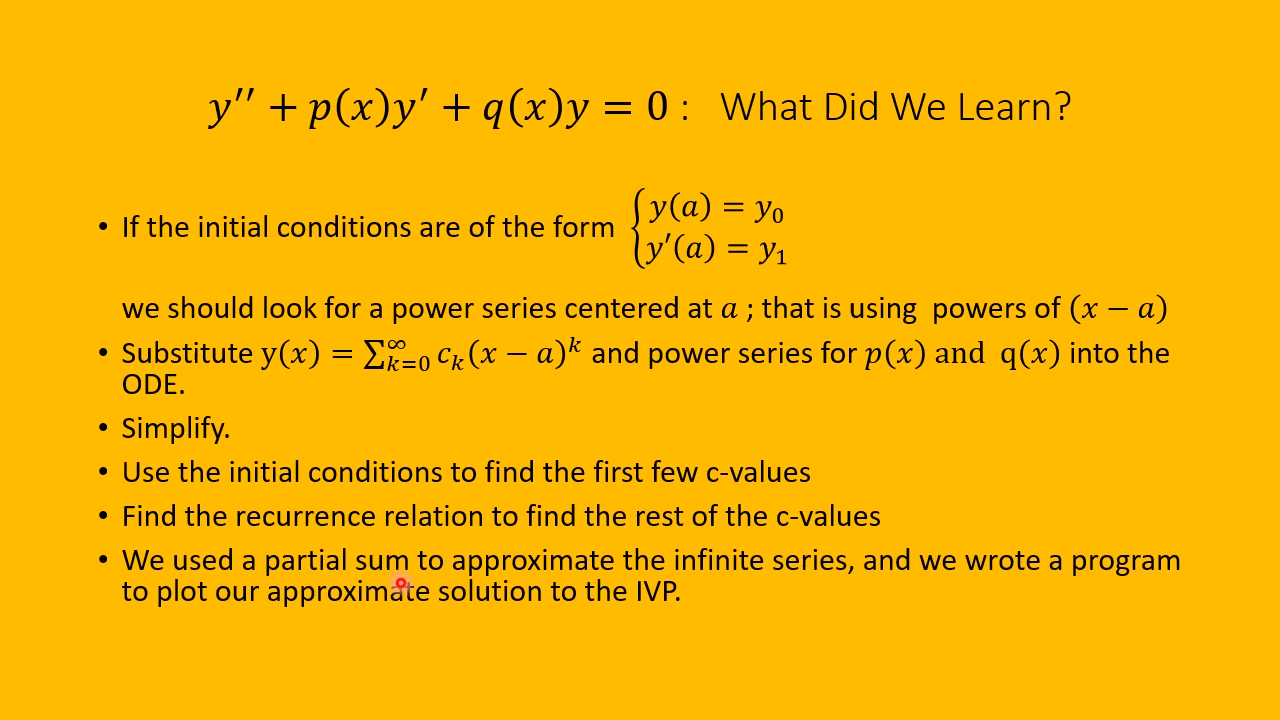 y′′ + p(x)y′ + q(x)y = 0 : What Did We Learn?
• If the initial conditions are of the form { y(a) = y₀
y′(a) = y₁
we should look for a power series centered at a ; that is using powers of (x − a)
• Substitute y(x) = ∑_{k=0}^{∞} c_k(x − a)^k and power series for p(x) and q(x) into the
ODE.
• Simplify.
• Use the initial conditions to find the first few c-values
• Find the recurrence relation to find the rest of the c-values
• We used a partial sum to approximate the infinite series, and we wrote a program
to plot our approximate solution to the IVP.